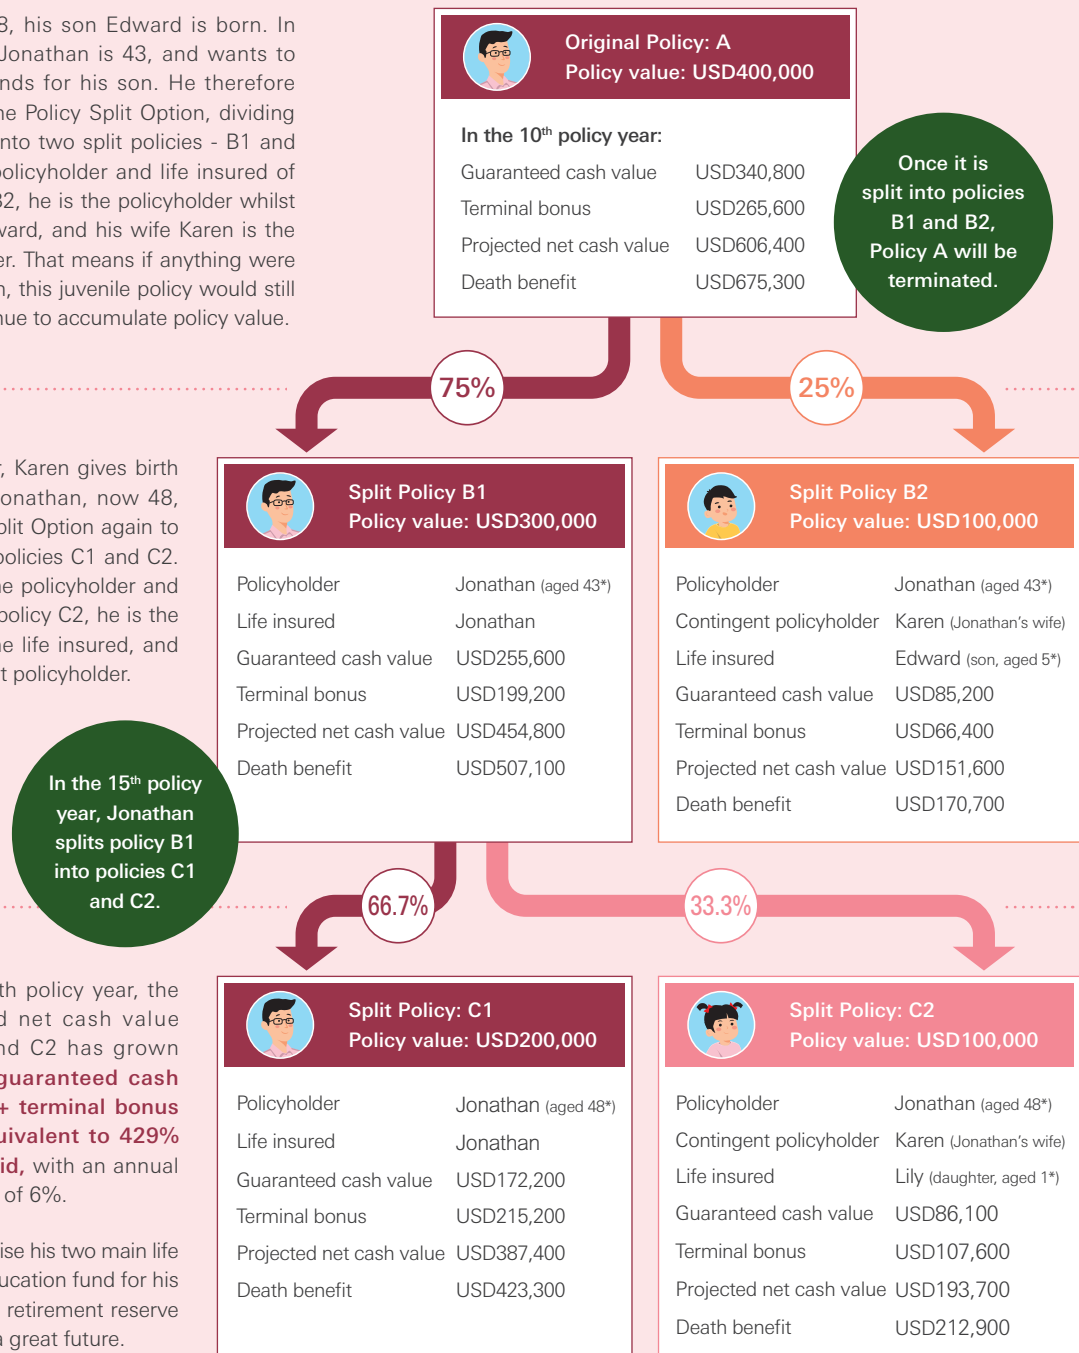 8, his son Edward is born. In
Jonathan is 43, and wants to
nds for his son. He therefore
ne Policy Split Option, dividing
into two split policies - B1 and
policyholder and life insured of
B2, he is the policyholder whilst
ward, and his wife Karen is the
er. That means if anything were
n, this juvenile policy would still
nue to accumulate policy value.
Original Policy: A
Policy value: USD400,000
In the 10th policy year:
Guaranteed cash value USD340,800
Terminal bonus USD265,600
Projected net cash value USD606,400
Death benefit USD675,300
Once it is
split into policies
B1 and B2,
Policy A will be
terminated.
75%
25%
r, Karen gives birth
Jonathan, now 48,
plit Option again to
policies C1 and C2.
he policyholder and
policy C2, he is the
he life insured, and
t policyholder.
Split Policy B1
Policy value: USD300,000
Policyholder Jonathan (aged 43*)
Life insured Jonathan
Guaranteed cash value USD255,600
Terminal bonus USD199,200
Projected net cash value USD454,800
Death benefit USD507,100
Split Policy B2
Policy value: USD100,000
Policyholder Jonathan (aged 43*)
Contingent policyholder Karen (Jonathan's wife)
Life insured Edward (son, aged 5*)
Guaranteed cash value USD85,200
Terminal bonus USD66,400
Projected net cash value USD151,600
Death benefit USD170,700
In the 15th policy
year, Jonathan
splits policy B1
into policies C1
and C2.
66.7%
33.3%
th policy year, the
d net cash value
nd C2 has grown
guaranteed cash
+ terminal bonus
uivalent to 429%
id, with an annual
of 6%.
ise his two main life
ucation fund for his
retirement reserve
a great future.
Split Policy: C1
Policy value: USD200,000
Policyholder Jonathan (aged 48*)
Life insured Jonathan
Guaranteed cash value USD172,200
Terminal bonus USD215,200
Projected net cash value USD387,400
Death benefit USD423,300
Split Policy: C2
Policy value: USD100,000
Policyholder Jonathan (aged 48*)
Contingent policyholder Karen (Jonathan's wife)
Life insured Lily (daughter, aged 1*)
Guaranteed cash value USD86,100
Terminal bonus USD107,600
Projected net cash value USD193,700
Death benefit USD212,900